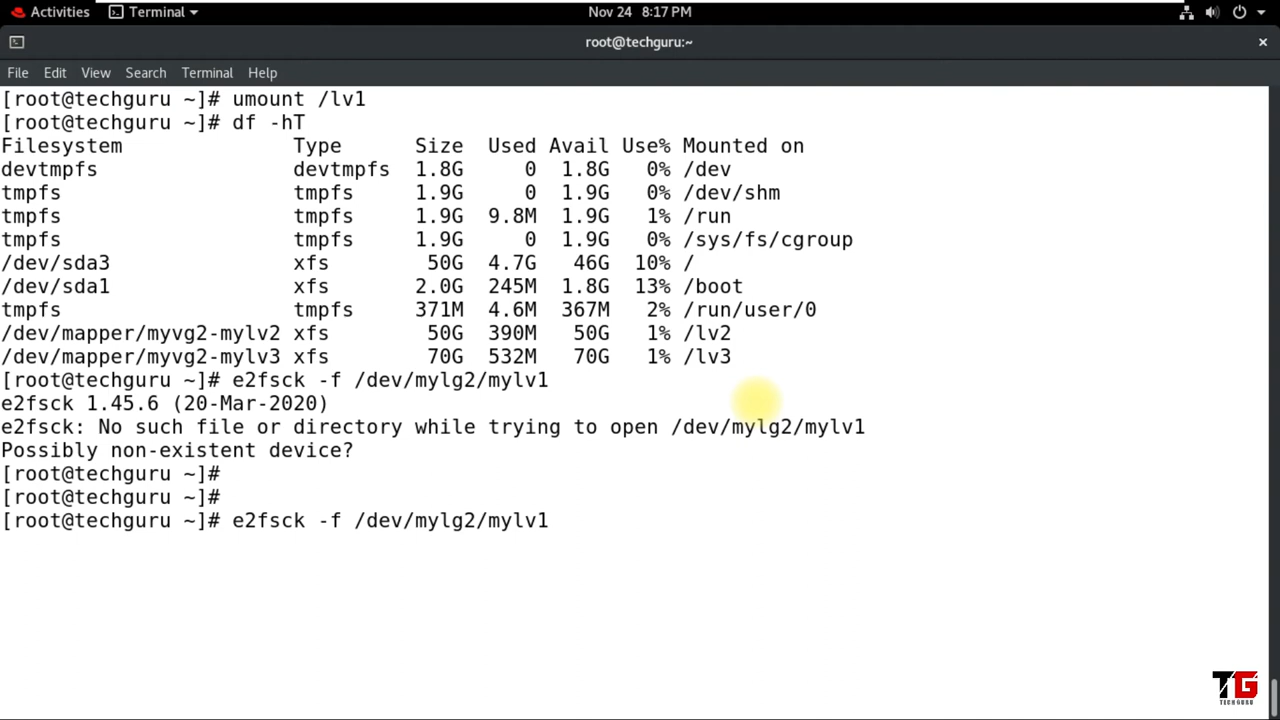 Activities Terminal Nov 24 8:17 PM
root@techguru:~
File Edit View Search Terminal Help
[root@techguru ~]# umount /lv1
[root@techguru ~]# df -hT
Filesystem Type Size Used Avail Use% Mounted on
devtmpfs devtmpfs 1.8G 0 1.8G 0% /dev
tmpfs tmpfs 1.9G 0 1.9G 0% /dev/shm
tmpfs tmpfs 1.9G 9.8M 1.9G 1% /run
tmpfs tmpfs 1.9G 0 1.9G 0% /sys/fs/cgroup
/dev/sda3 xfs 50G 4.7G 46G 10% /
/dev/sda1 xfs 2.0G 245M 1.8G 13% /boot
tmpfs tmpfs 371M 4.6M 367M 2% /run/user/0
/dev/mapper/myvg2-mylv2 xfs 50G 390M 50G 1% /lv2
/dev/mapper/myvg2-mylv3 xfs 70G 532M 70G 1% /lv3
[root@techguru ~]# e2fsck -f /dev/mylg2/mylv1
e2fsck 1.45.6 (20-Mar-2020)
e2fsck: No such file or directory while trying to open /dev/mylg2/mylv1
Possibly non-existent device?
[root@techguru ~]#
[root@techguru ~]#
[root@techguru ~]# e2fsck -f /dev/mylg2/mylv1
TG
TECH GURU